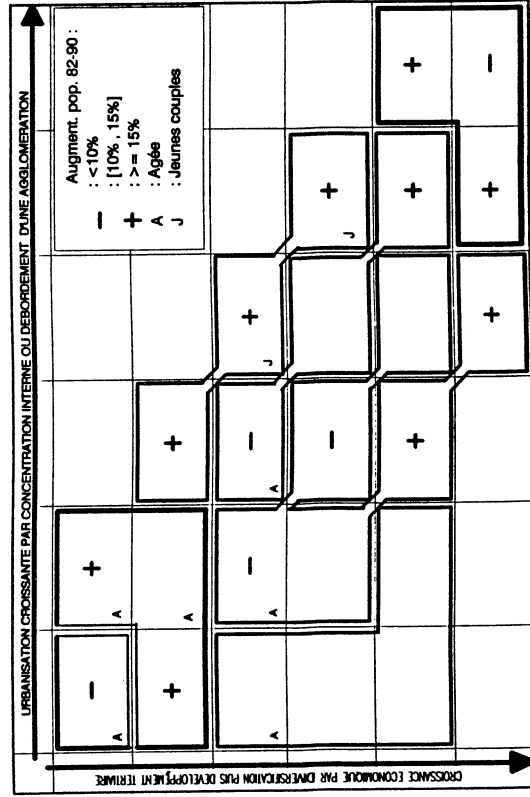 URBANISATION CROISSANTE PAR CONCENTRATION INTERNE OU DEBORDEMENT D'UNE AGGLOMERATION
Augment. pop. 82-90 :
− : <10%
: [10% , 15%]
+ : >= 15%
A : Agée
J : Jeunes couples
− +
A A
+ A +
A A − A − J +
− J +
+ + +
+ + −
CROISSANCE ECONOMIQUE PAR DIVERSIFICATION PUIS DEVELOPPEMENT TERTIAIRE